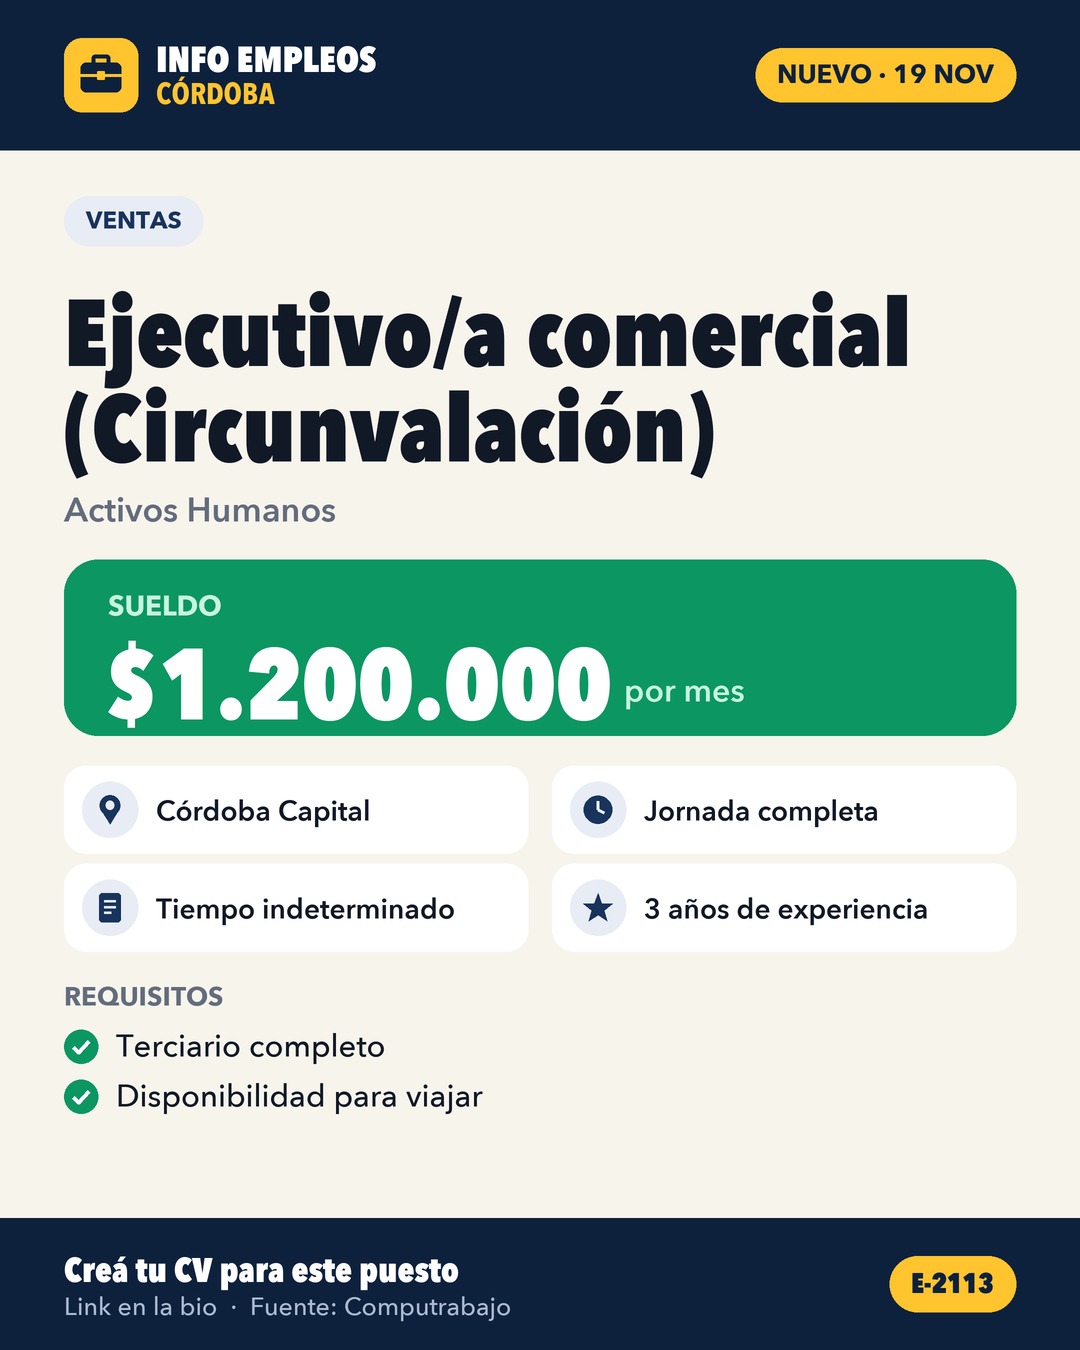 INFO EMPLEOS
CÓRDOBA
NUEVO · 19 NOV
VENTAS
Ejecutivo/a comercial
(Circunvalación)
Activos Humanos
SUELDO
$1.200.000 por mes
Córdoba Capital
Jornada completa
Tiempo indeterminado
3 años de experiencia
REQUISITOS
Terciario completo
Disponibilidad para viajar
Creá tu CV para este puesto
Link en la bio · Fuente: Computrabajo
E-2113